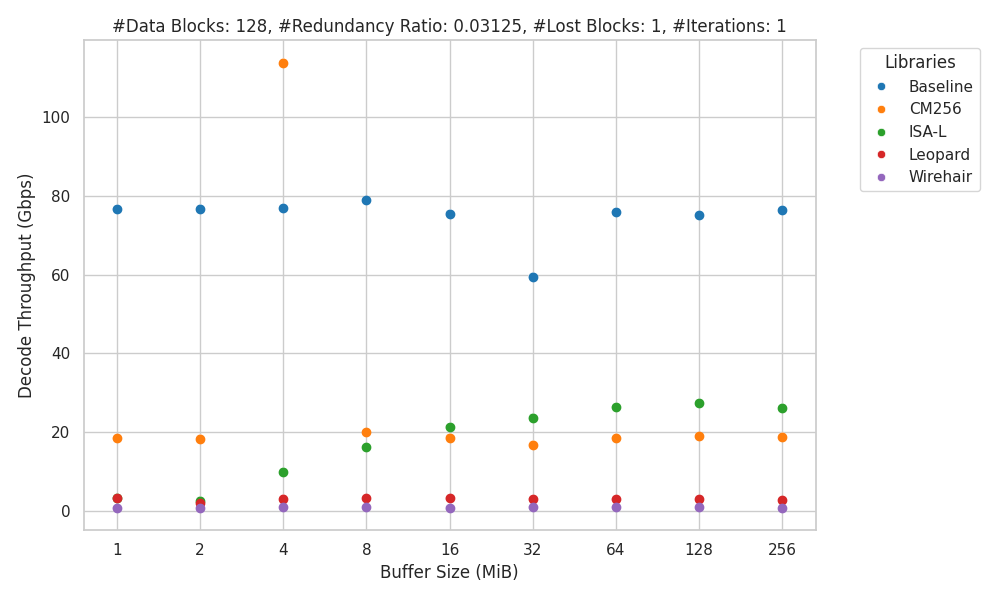 #Data Blocks: 128, #Redundancy Ratio: 0.03125, #Lost Blocks: 1, #Iterations: 1
Libraries
Baseline
CM256
ISA-L
Leopard
Wirehair
Decode Throughput (Gbps)
100
80
60
40
20
0
1 2 4 8 16 32 64 128 256
Buffer Size (MiB)